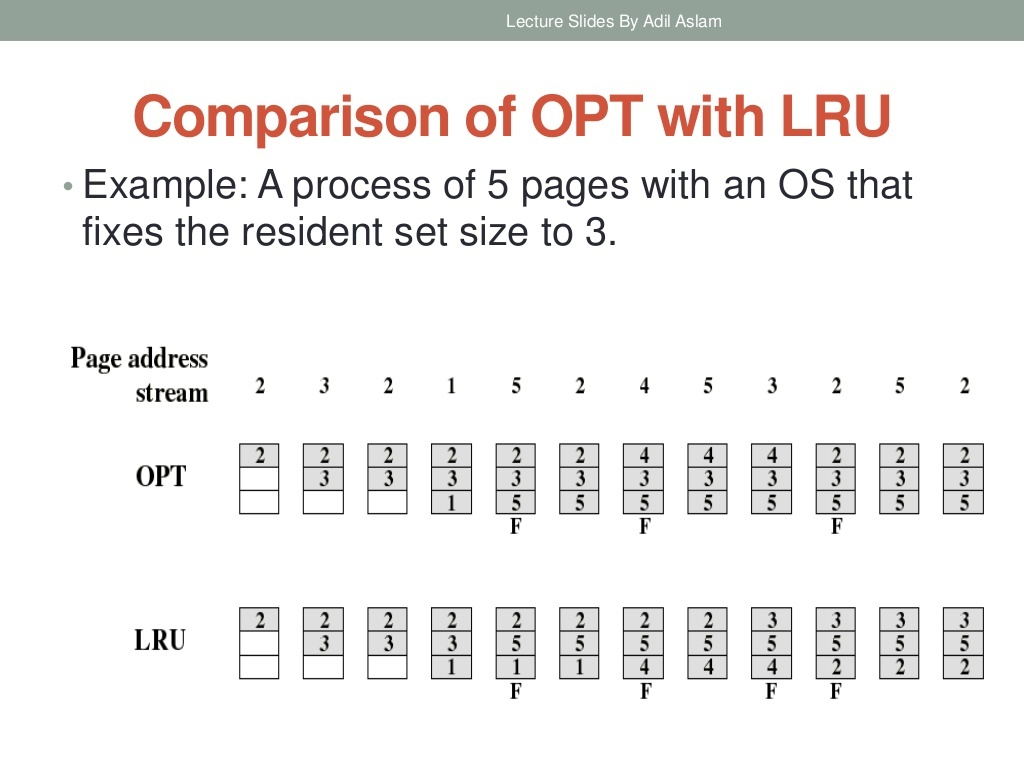 Lecture Slides By Adil Aslam
Comparison of OPT with LRU
• Example: A process of 5 pages with an OS that
fixes the resident set size to 3.
Page address
stream 2 3 2 1 5 2 4 5 3 2 5 2
2 2 2 2 2 2 4 4 4 2 2 2
OPT 3 3 3 3 3 3 3 3 3 3 3
1 5 5 5 5 5 5 5 5
F F F
2 2 2 2 2 2 2 2 3 3 3 3
LRU 3 3 3 5 5 5 5 5 5 5 5
1 1 1 4 4 4 2 2 2
F F F F